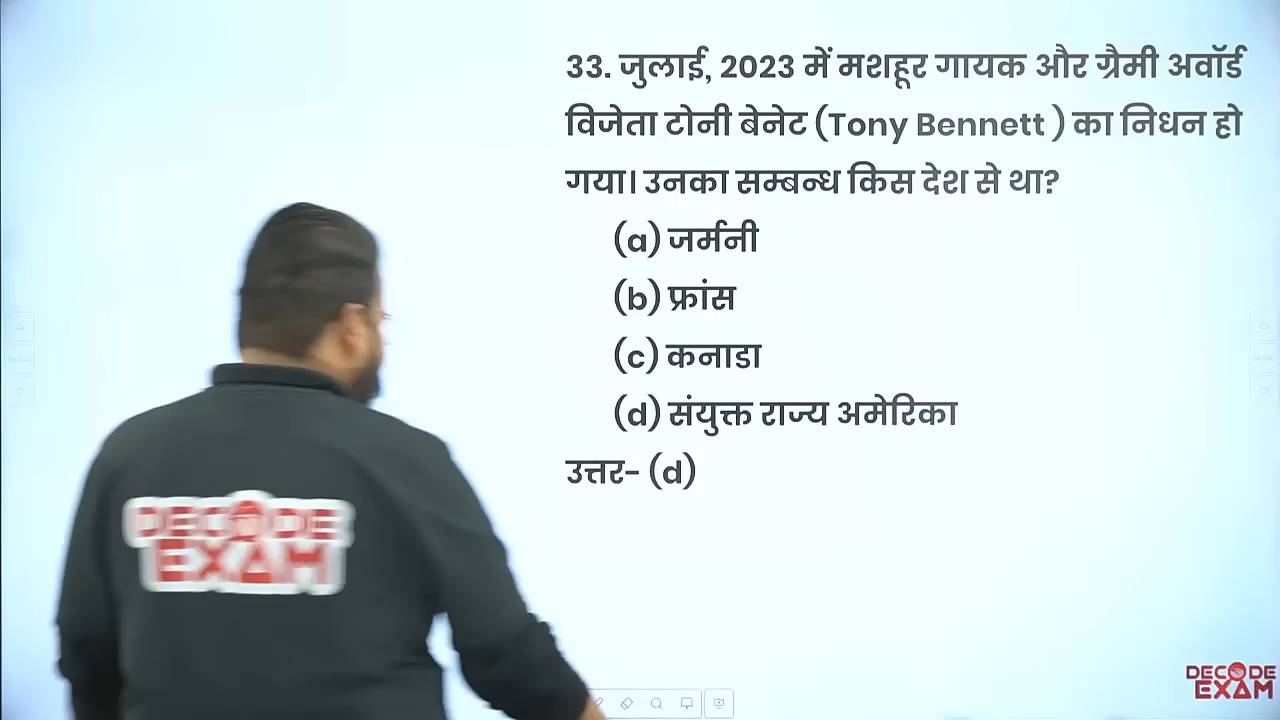 33. जुलाई, 2023 में मशहूर गायक और ग्रैमी अवॉर्ड
विजेता टोनी बेनेट (Tony Bennett ) का निधन हो
गया। उनका सम्बन्ध किस देश से था?
(a) जर्मनी
(b) फ्रांस
(c) कनाडा
(d) संयुक्त राज्य अमेरिका
उत्तर- (d)
DECODE
EXAM
DECODE
EXAM